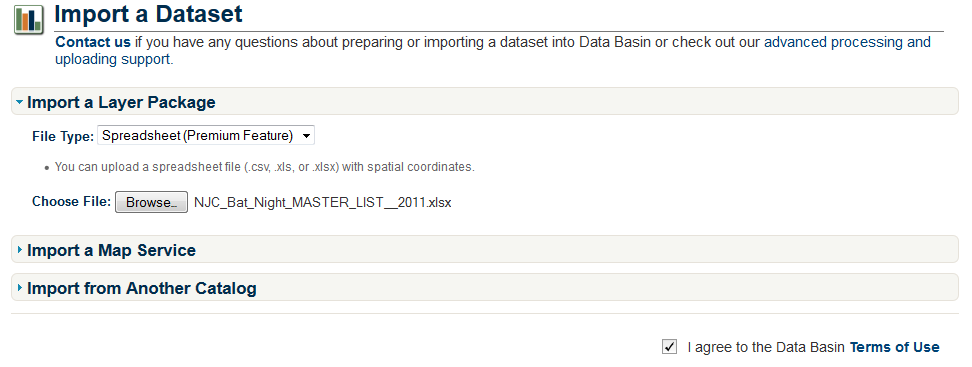 Import a Dataset
Contact us if you have any questions about preparing or importing a dataset into Data Basin or check out our advanced processing and
uploading support.
Import a Layer Package
File Type: Spreadsheet (Premium Feature)
• You can upload a spreadsheet file (.csv, .xls, or .xlsx) with spatial coordinates.
Choose File: Browse... NJC_Bat_Night_MASTER_LIST__2011.xlsx
Import a Map Service
Import from Another Catalog
I agree to the Data Basin Terms of Use